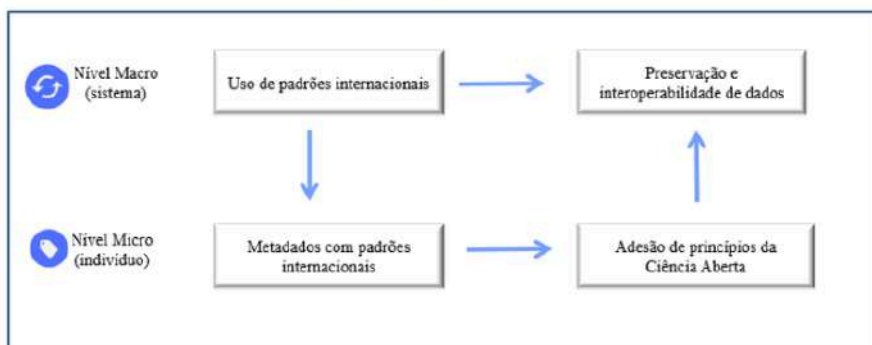 Nível Macro
(sistema)
Uso de padrões internacionais
Preservação e
interoperabilidade de dados
Nível Micro
(indivíduo)
Metadados com padrões
internacionais
Adesão de princípios da
Ciência Aberta